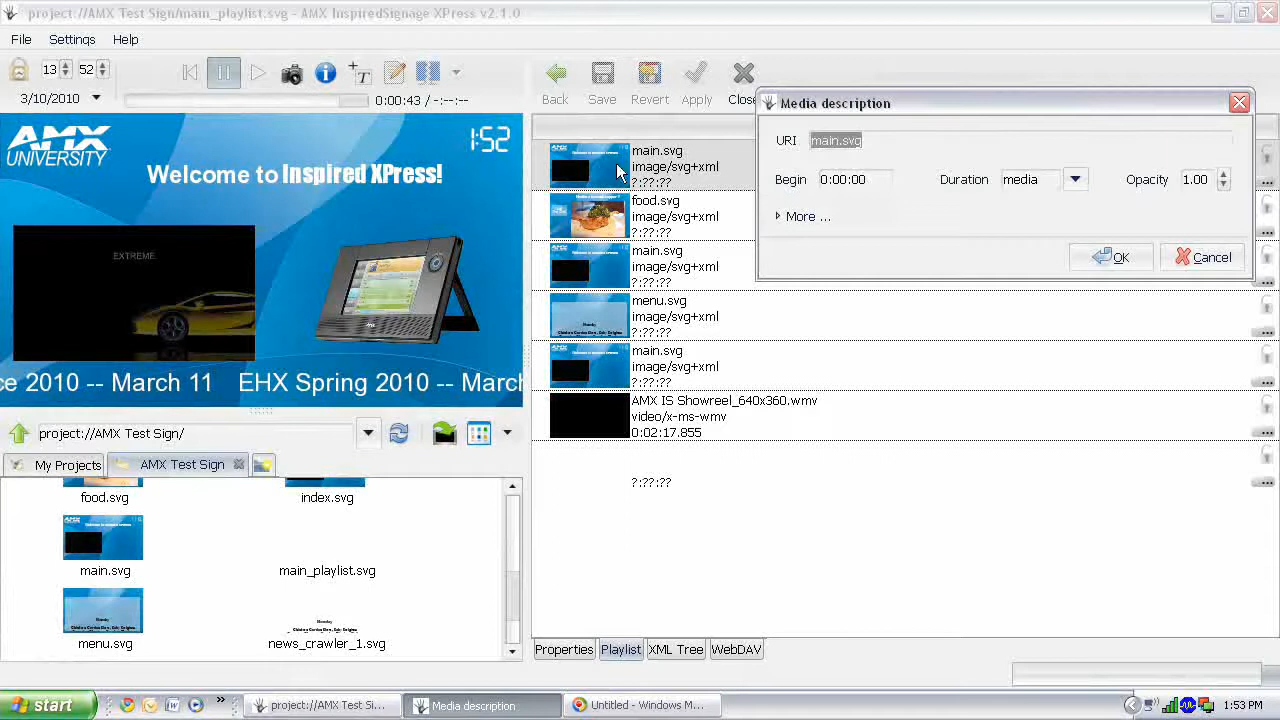 project://AMX Test Sign/main_playlist.svg - AMX InspiredSignage XPress v2.1.0
File Settings Help
13 52
3/10/2010
0:00:43 / -:--:--
Back Save Revert Apply Close
AMX
UNIVERSITY
1:52
Welcome to Inspired XPress!
EXTREME
ce 2010 -- March 11 EHX Spring 2010 -- March
project://AMX Test Sign/
My Projects AMX Test Sign
food.svg index.svg
main.svg main_playlist.svg
menu.svg news_crawler_1.svg
main.svg
image/svg+xml
?:??:??
food.svg
image/svg+xml
?:??:??
main.svg
image/svg+xml
?:??:??
menu.svg
image/svg+xml
?:??:??
main.svg
image/svg+xml
?:??:??
AMX IS Showreel_640x360.wmv
video/x-ms-wmv
0:02:17.855
?:??:??
Media description
URI main.svg
Begin 0:00:00 Duration media Opacity 1.00
More ...
OK Cancel
Properties Playlist XML Tree WebDAV
start project://AMX Test Si... Media description Untitled - Windows M... 1:53 PM